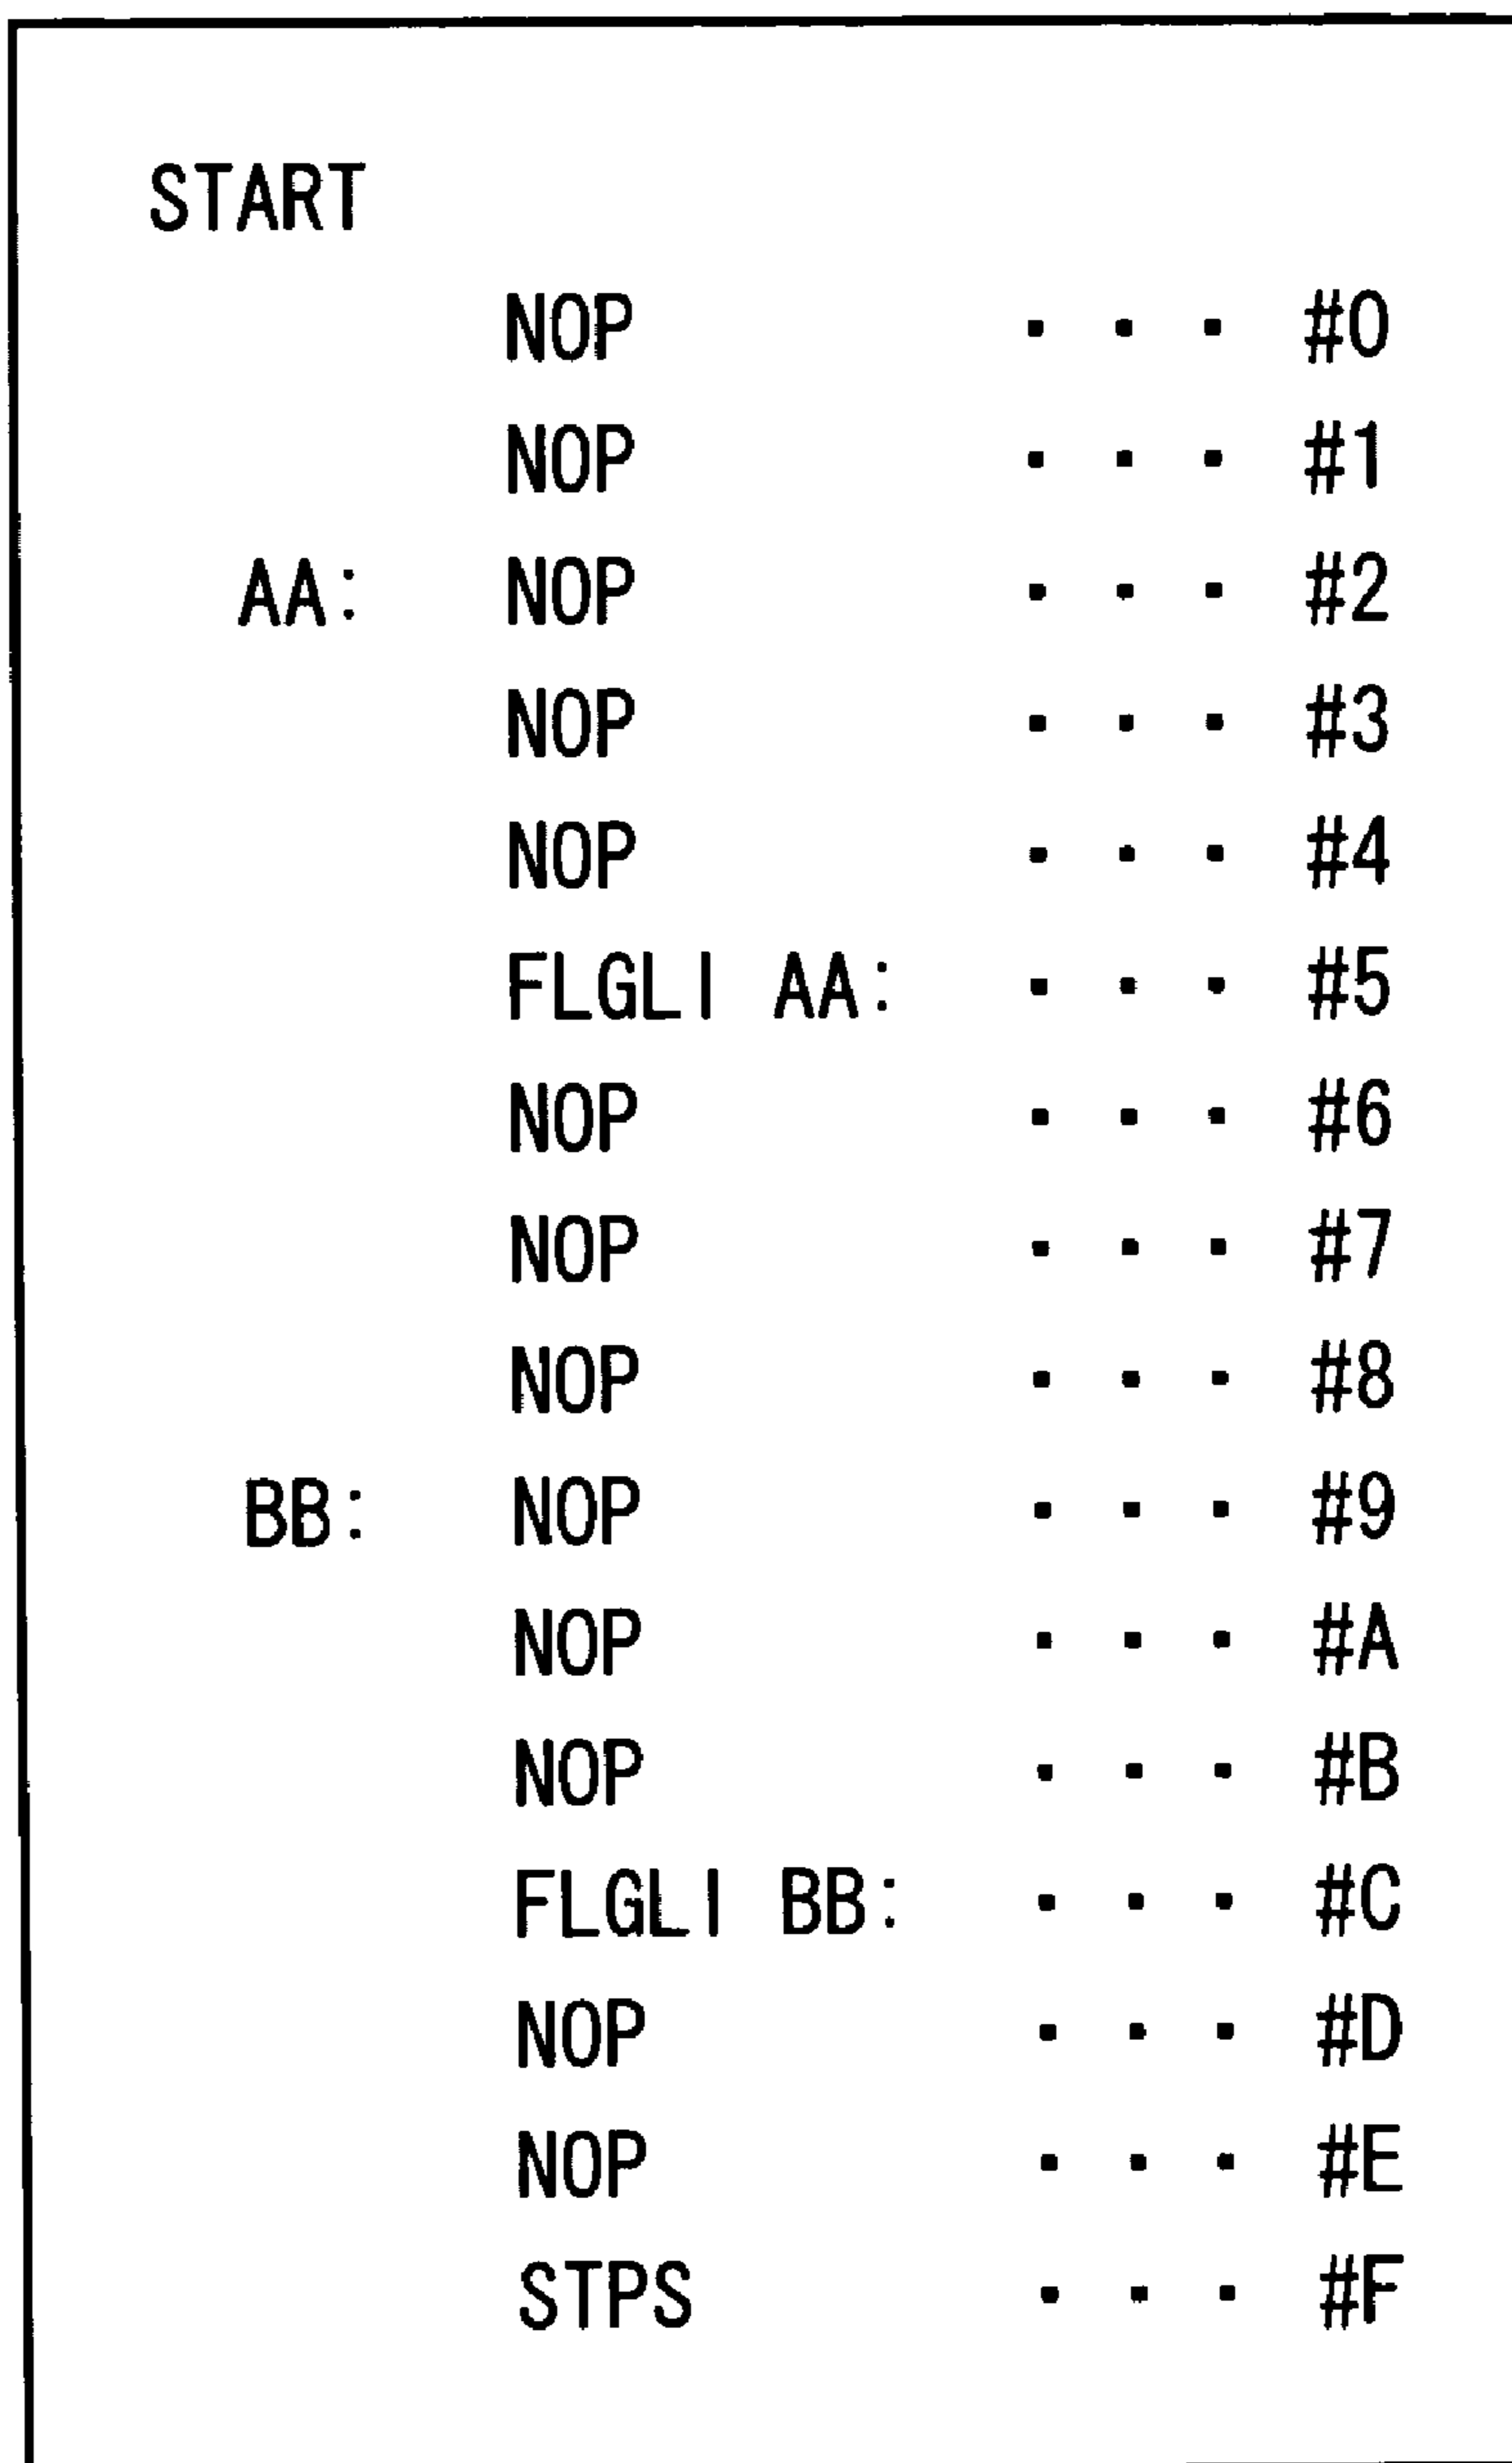 START
NOP ・・・ #0
NOP ・・・ #1
AA: NOP ・・・ #2
NOP ・・・ #3
NOP ・・・ #4
FLGLI AA: ・・・ #5
NOP ・・・ #6
NOP ・・・ #7
NOP ・・・ #8
BB: NOP ・・・ #9
NOP ・・・ #A
NOP ・・・ #B
FLGLI BB: ・・・ #C
NOP ・・・ #D
NOP ・・・ #E
STPS ・・・ #F